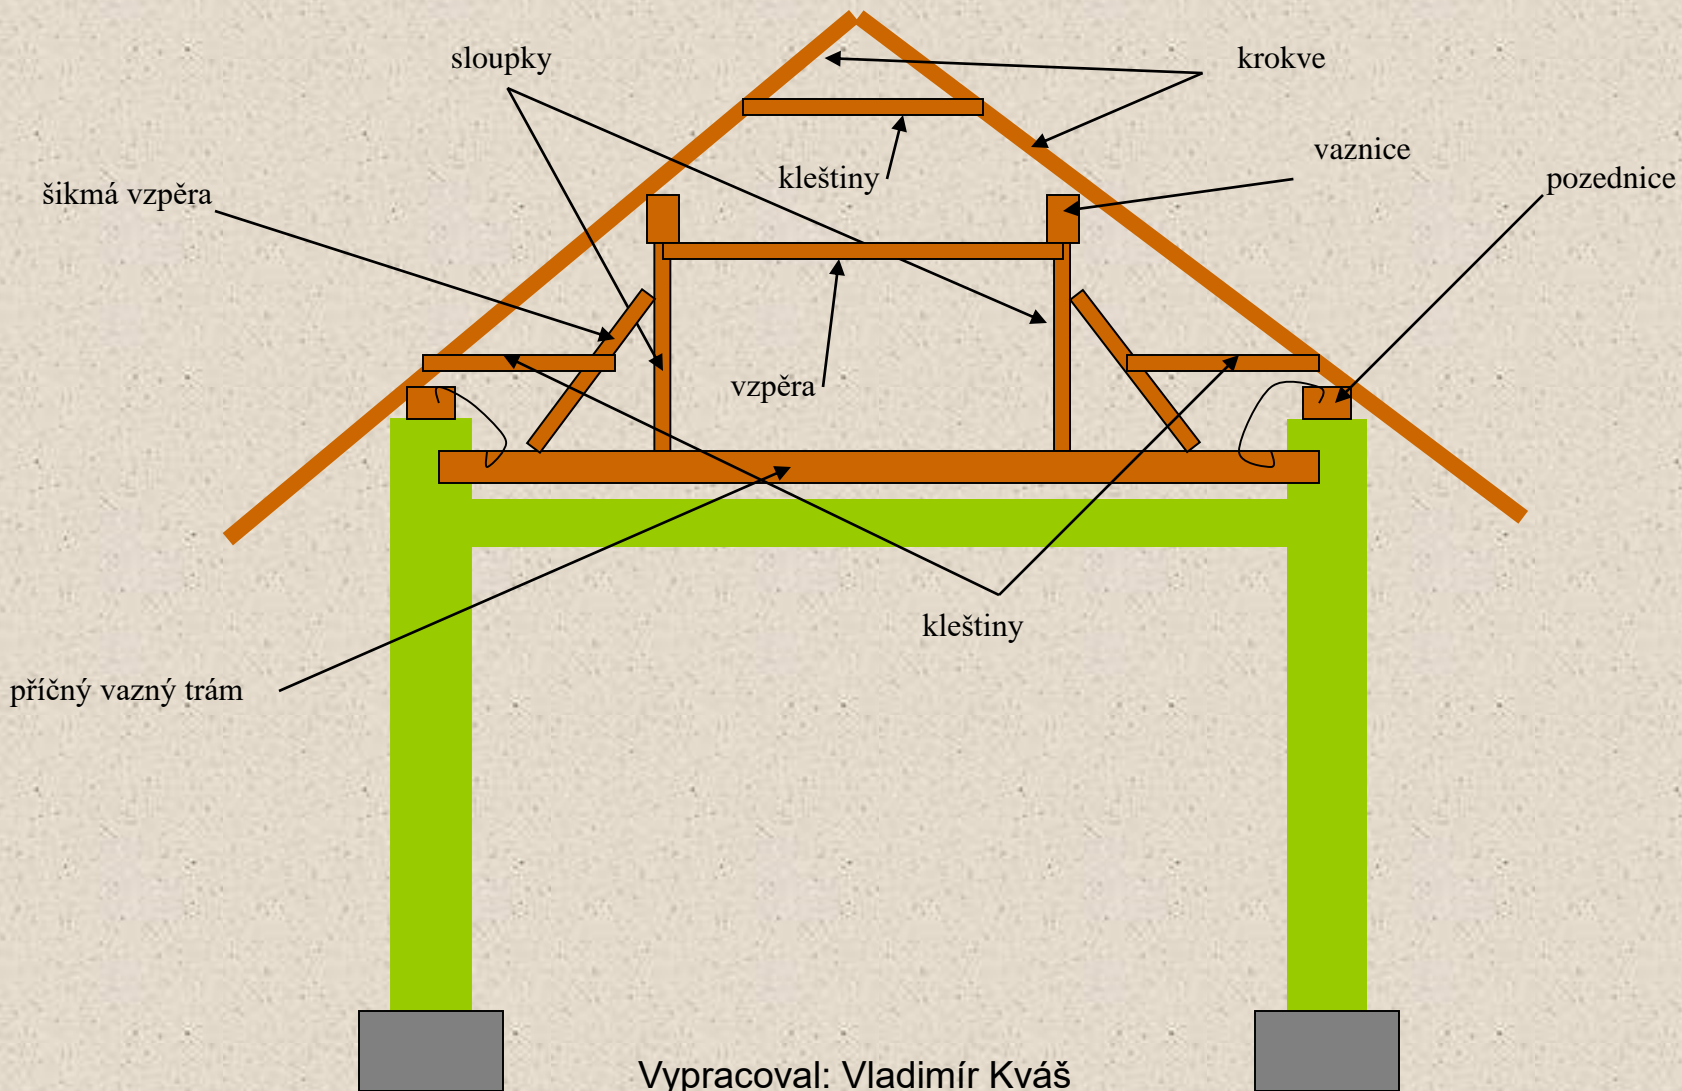 sloupky
krokve
vaznice
kleštiny
pozednice
šikmá vzpěra
vzpěra
kleštiny
příčný vazný trám
Vypracoval: Vladimír Kváš